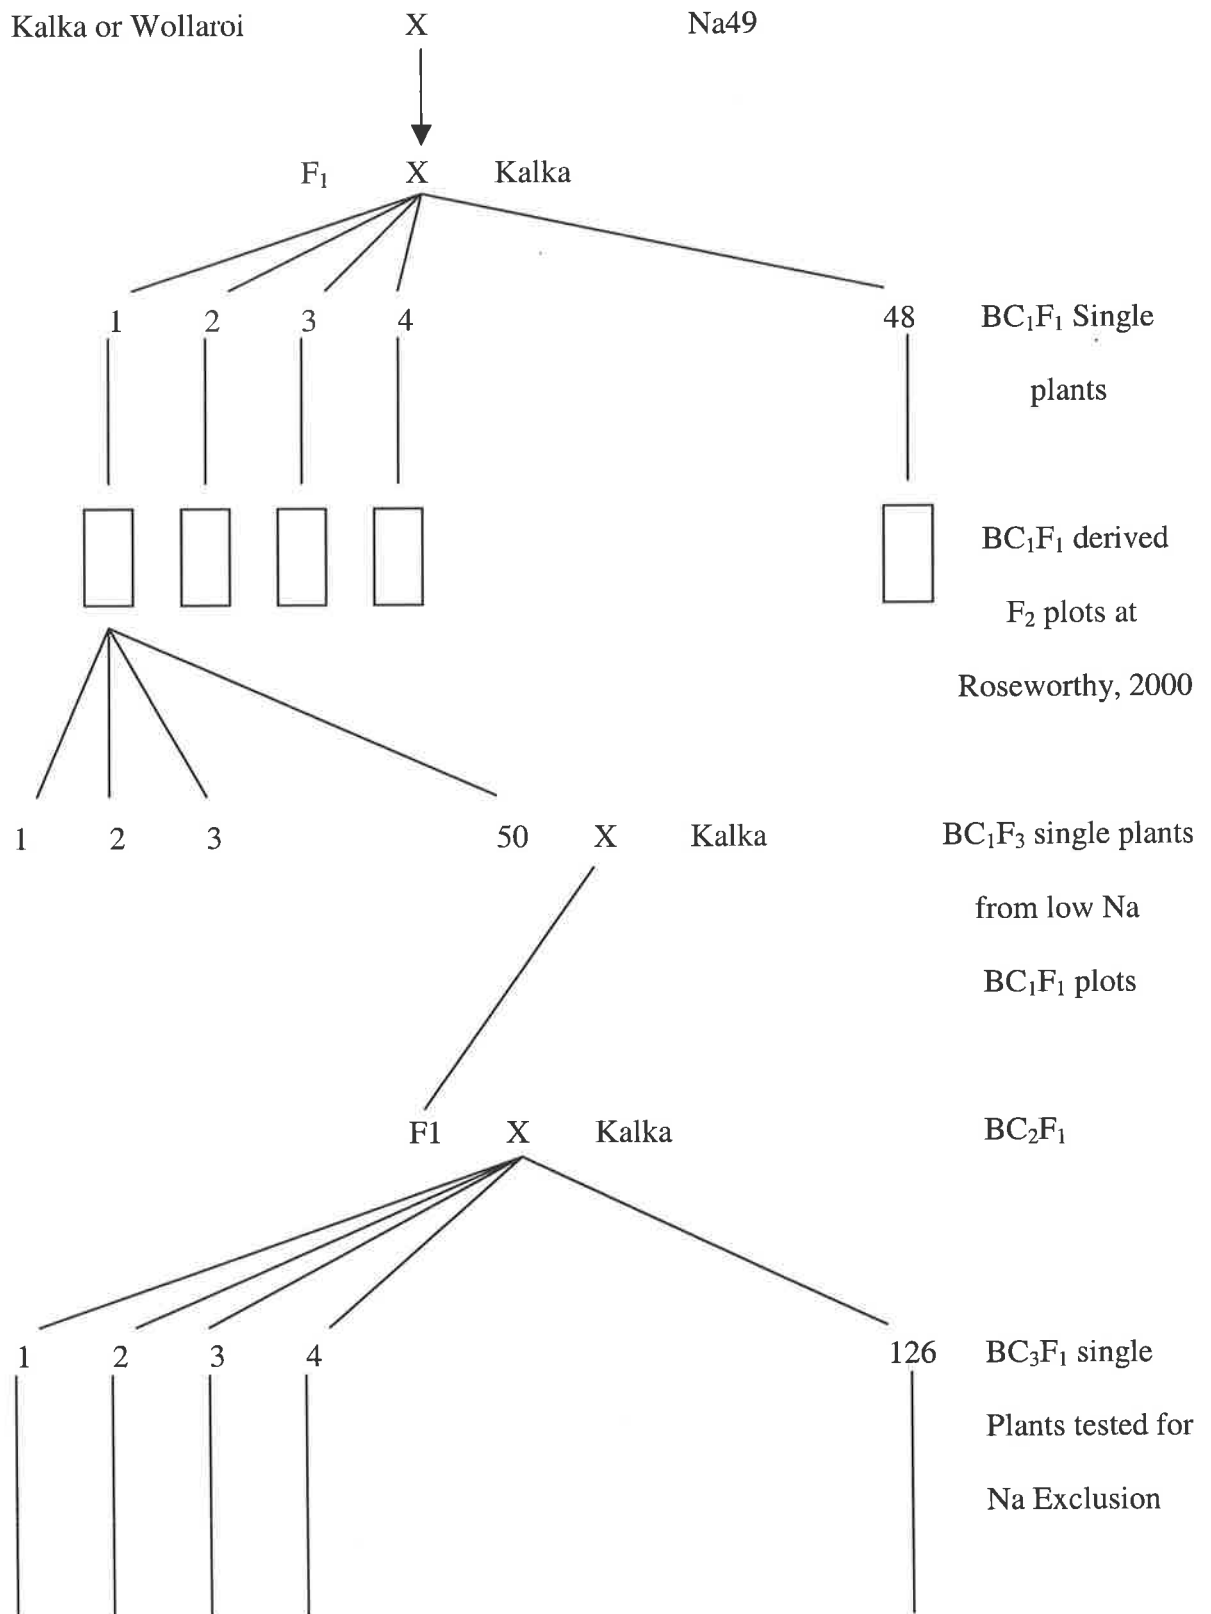 Kalka or Wollaroi X Na49
F₁ X Kalka
1 2 3 4 48 BC₁F₁ Single
plants
BC₁F₁ derived
F₂ plots at
Roseworthy, 2000
1 2 3 50 X Kalka BC₁F₃ single plants
from low Na
BC₁F₁ plots
F1 X Kalka BC₂F₁
1 2 3 4 126 BC₃F₁ single
Plants tested for
Na Exclusion